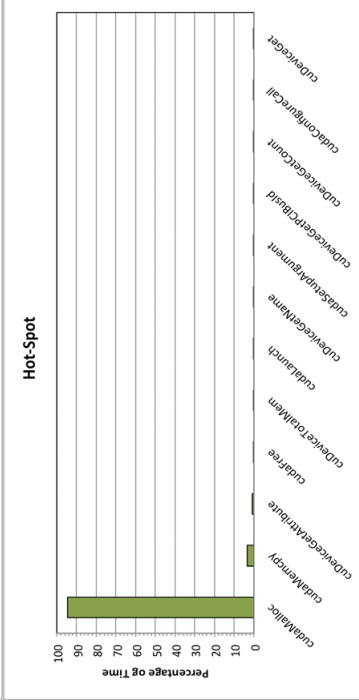 Hot-Spot
Percentage og Time
100
90
80
70
60
50
40
30
20
10
0
cudaMalloc
cudaMemcpy
cuDeviceGetAttribute
cudaFree
cuDeviceTotalMem
cudaLaunch
cuDeviceGetName
cudaSetupArgument
cuDeviceGetPCIBusId
cuDeviceGetCount
cudaConfigureCall
cuDeviceGet